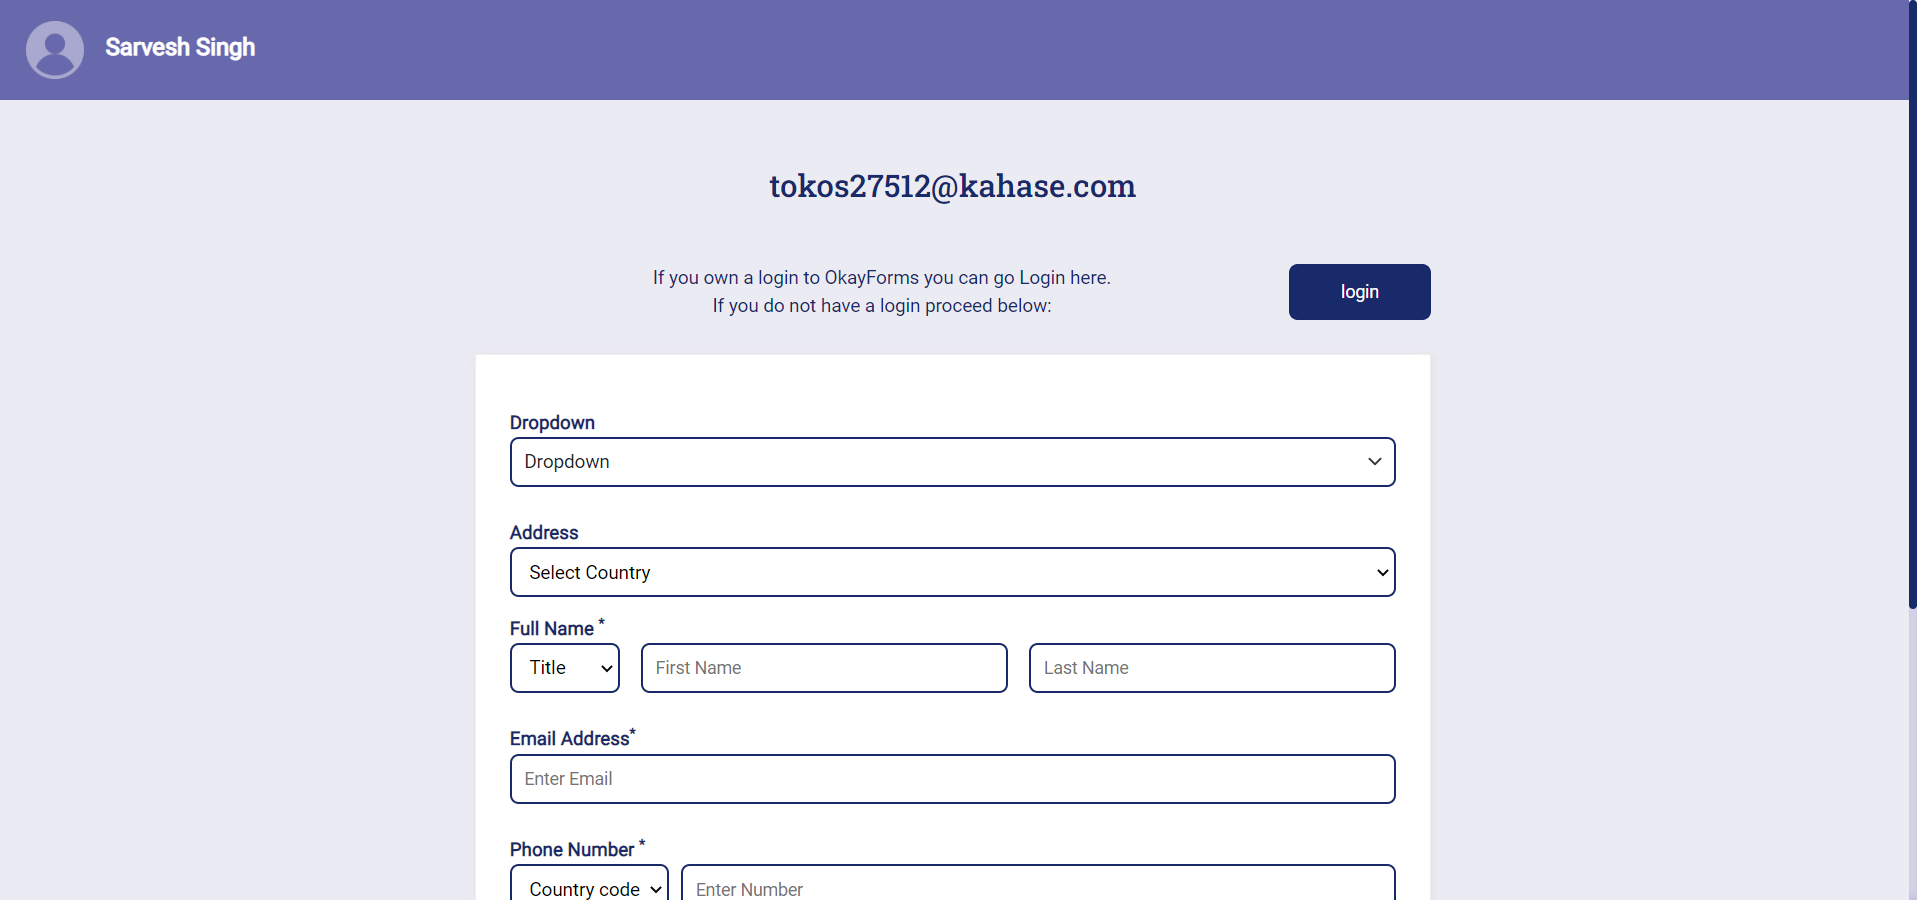 Sarvesh Singh
tokos27512@kahase.com
If you own a login to OkayForms you can go Login here.
If you do not have a login proceed below:
login
Dropdown
Dropdown
Address
Select Country
Full Name *
Title
First Name
Last Name
Email Address*
Enter Email
Phone Number *
Country code
Enter Number